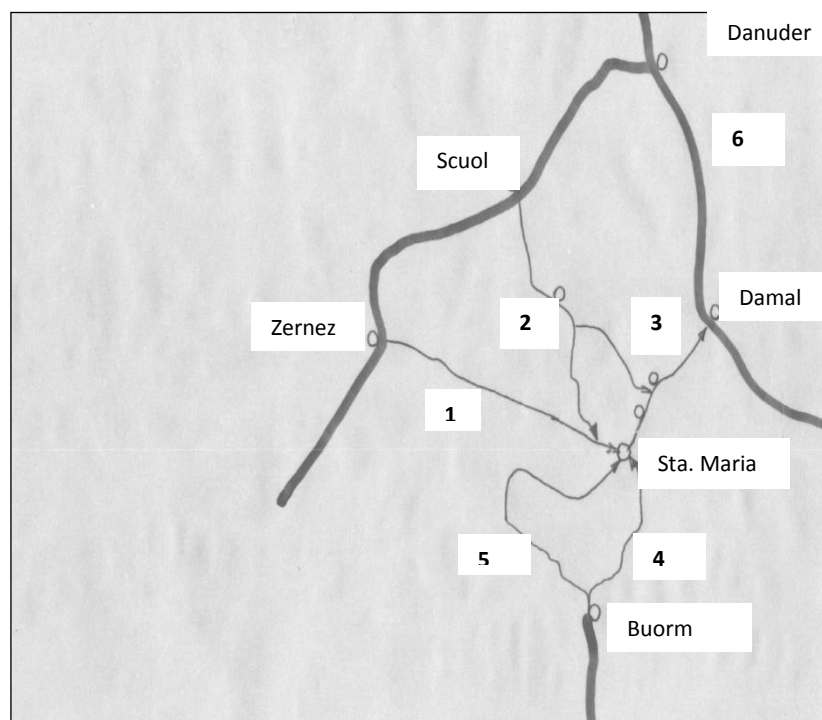 Danuder
6
Scuol
Damal
Zernez
2
3
1
Sta. Maria
5
4
Buorm